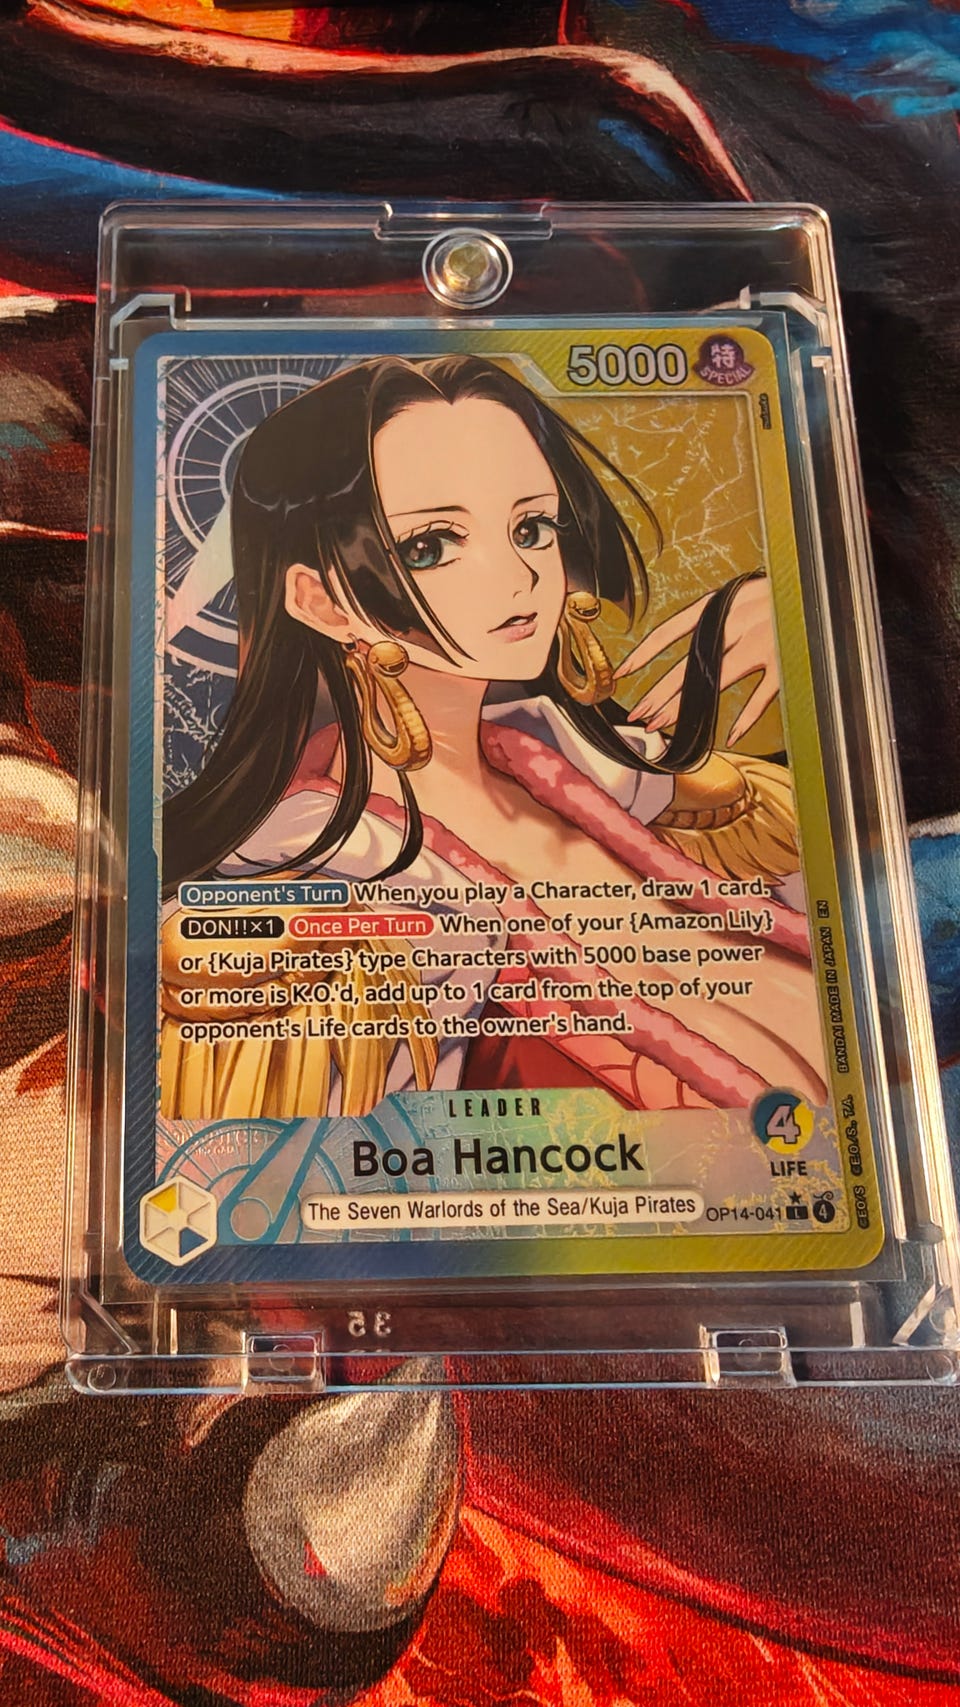 5000
特
SPECIAL
Opponent's Turn When you play a Character, draw 1 card.
DON!!×1 Once Per Turn When one of your {Amazon Lily}
or {Kuja Pirates} type Characters with 5000 base power
or more is K.O.'d, add up to 1 card from the top of your
opponent's Life cards to the owner's hand.
LEADER
4
Boa Hancock
LIFE
The Seven Warlords of the Sea/Kuja Pirates
OP14-041 L 4
©E.O/S ©E.O./S., T.A. BANDAI MADE IN JAPAN EN
35